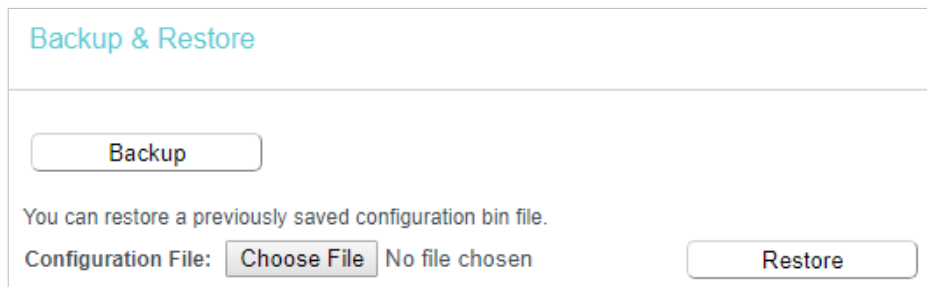 Backup & Restore
Backup
You can restore a previously saved configuration bin file.
Configuration File: Choose File No file chosen Restore